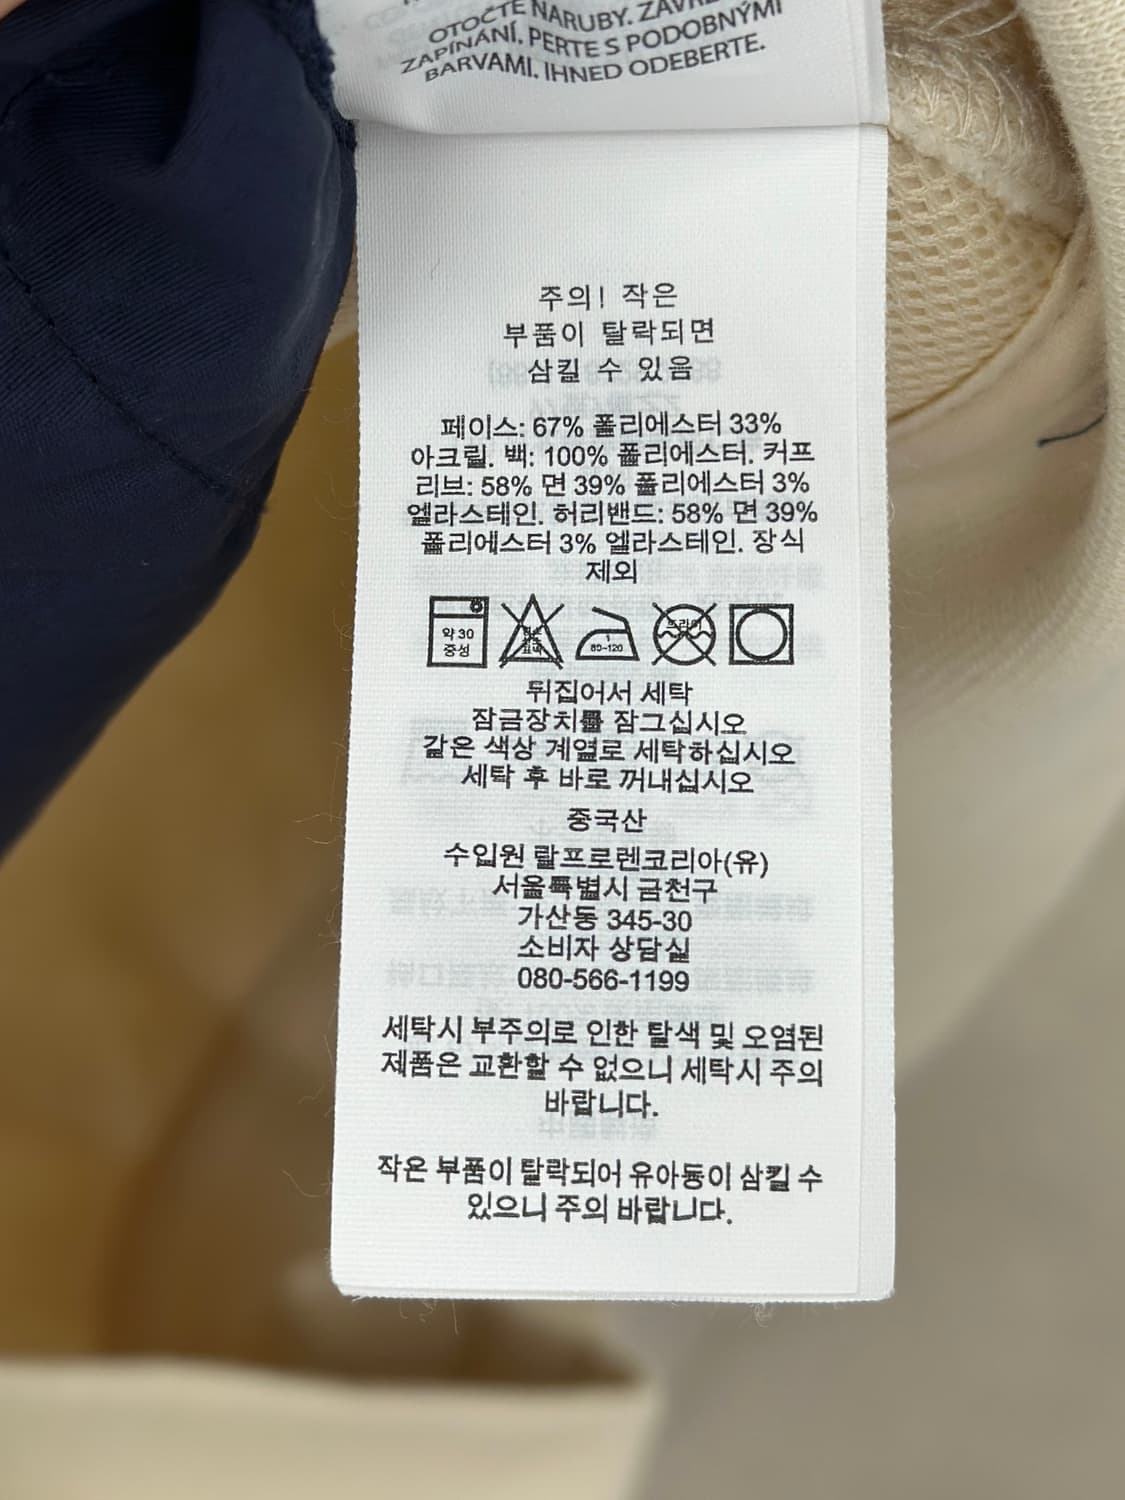 OTOČTE NARUBY.
ZAPÍNÁNÍ. PERTE S PODOBNÝMI
BARVAMI. IHNED ODEBERTE.
주의! 작은
부품이 탈락되면
삼킬 수 있음
페이스: 67% 폴리에스터 33%
아크릴. 백: 100% 폴리에스터. 커프
리브: 58% 면 39% 폴리에스터 3%
엘라스테인. 허리밴드: 58% 면 39%
폴리에스터 3% 엘라스테인. 장식
제외
약 30
중성
80~120
드라이
뒤집어서 세탁
잠금장치를 잠그십시오
같은 색상 계열로 세탁하십시오
세탁 후 바로 꺼내십시오
중국산
수입원 랄프로렌코리아(유)
서울특별시 금천구
가산동 345-30
소비자 상담실
080-566-1199
세탁시 부주의로 인한 탈색 및 오염된
제품은 교환할 수 없으니 세탁시 주의
바랍니다.
작은 부품이 탈락되어 유아동이 삼킬 수
있으니 주의 바랍니다.